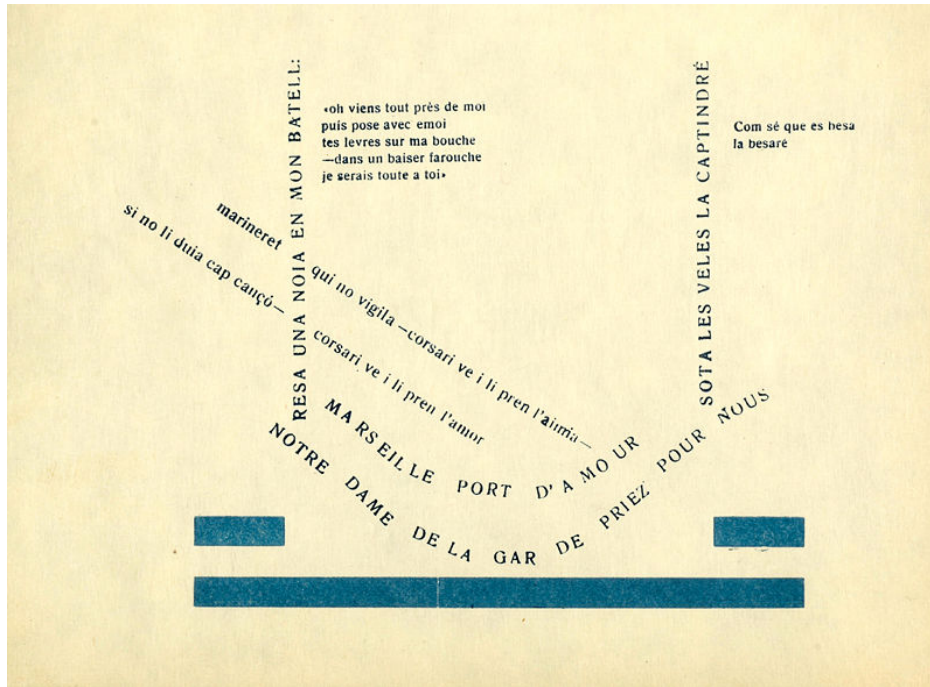 RESA UNA NOIA EN MON BATELL:
«oh viens tout près de moi
puis pose avec emoi
tes levres sur ma bouche
—dans un baiser farouche
je serais toute a toi»
SOTA LES VELES LA CAPTINDRÉ
Com sé que es besa
la besaré
marineret qui no vigila —corsari ve i li pren l'aimia—
si no li duia cap cançó— corsari ve i li pren l'amor
MARSEILLE PORT D'AMOUR
NOTRE DAME DE LA GAR DE PRIEZ POUR NOUS